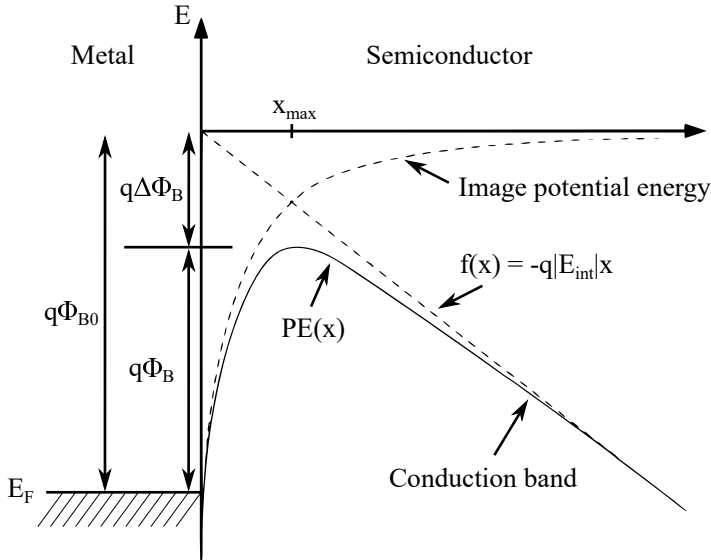 E
Metal
Semiconductor
x_max
qΔΦ_B
Image potential energy
f(x) = -q|E_int|x
qΦ_B0
PE(x)
qΦ_B
Conduction band
E_F